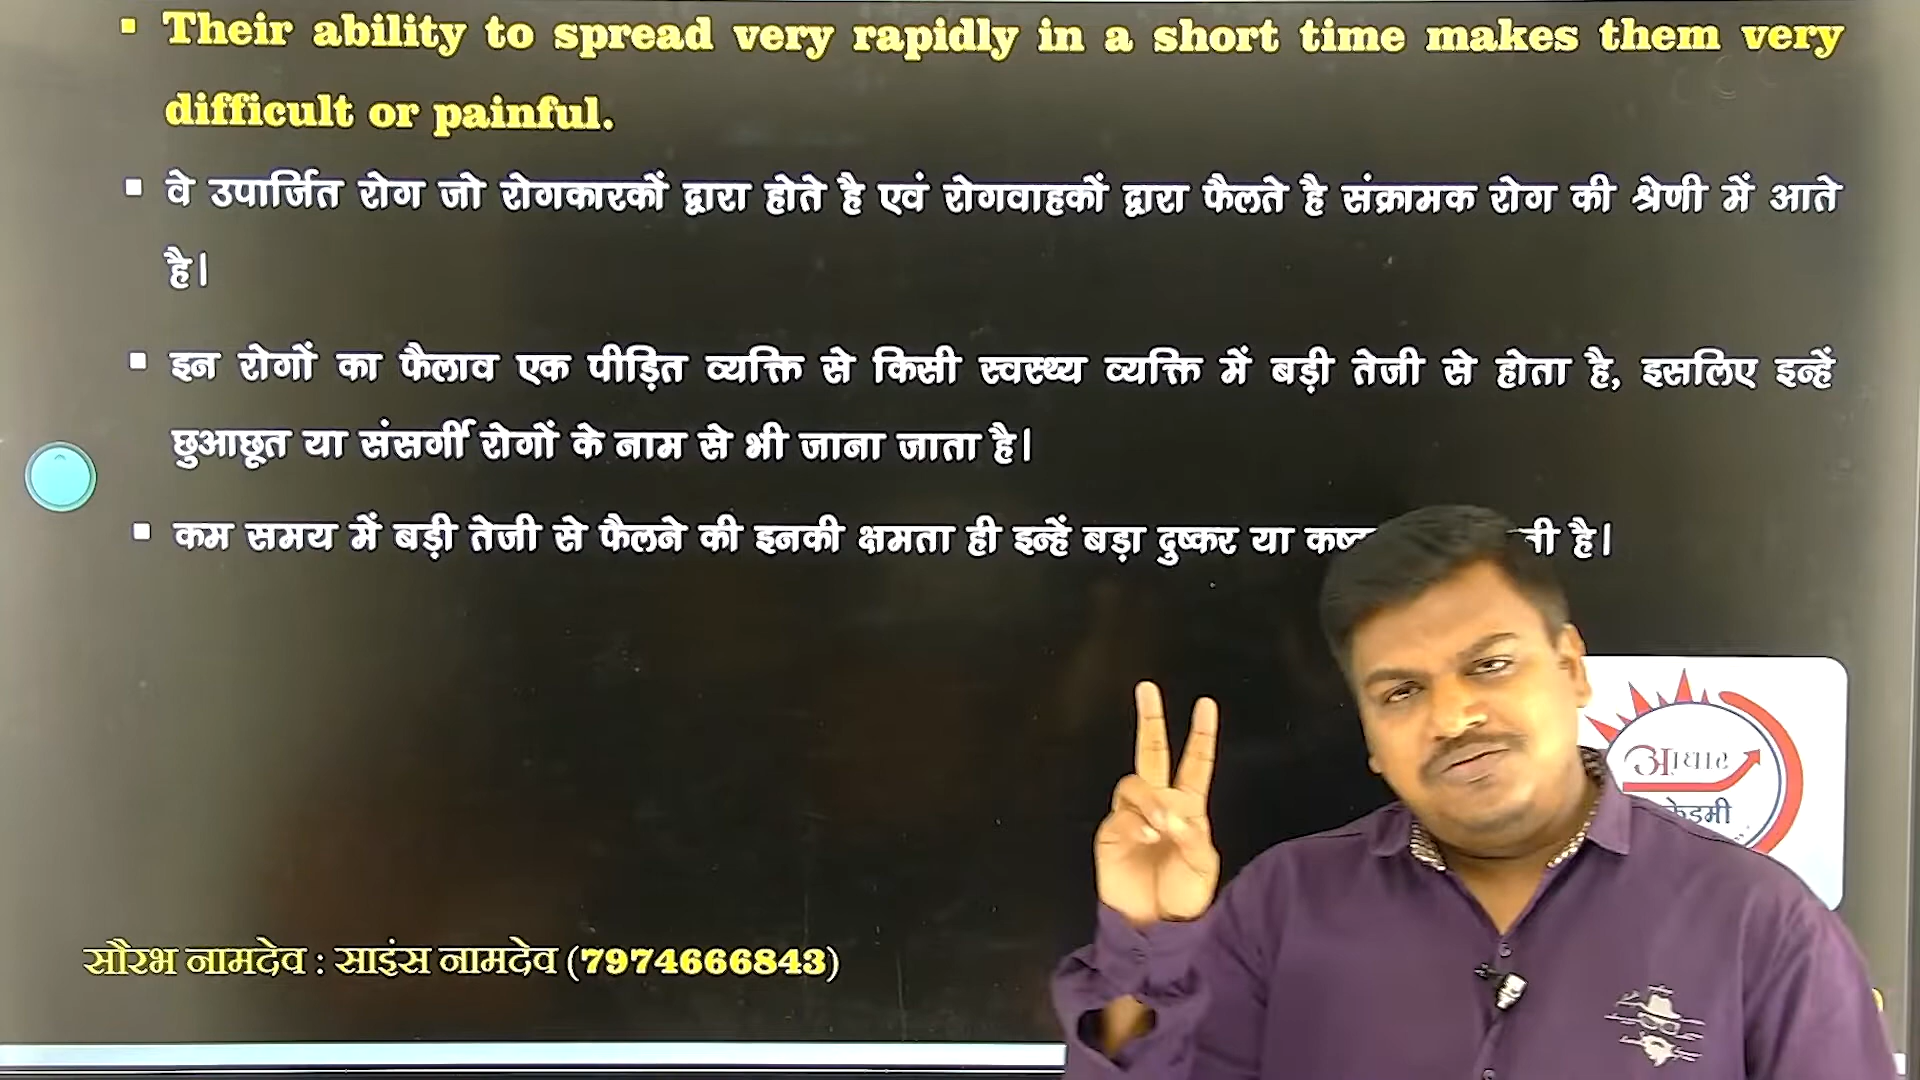 Their ability to spread very rapidly in a short time makes them very
difficult or painful.
वे उपार्जित रोग जो रोगकारकों द्वारा होते है एवं रोगवाहकों द्वारा फैलते है संक्रामक रोग की श्रेणी में आते
है।
इन रोगों का फैलाव एक पीड़ित व्यक्ति से किसी स्वस्थ्य व्यक्ति में बड़ी तेजी से होता है, इसलिए इन्हें
छुआछूत या संसर्गी रोगों के नाम से भी जाना जाता है।
कम समय में बड़ी तेजी से फैलने की इनकी क्षमता ही इन्हें बड़ा दुष्कर या है।
आधार
सौरभ नामदेव : साइंस नामदेव (7974666843)